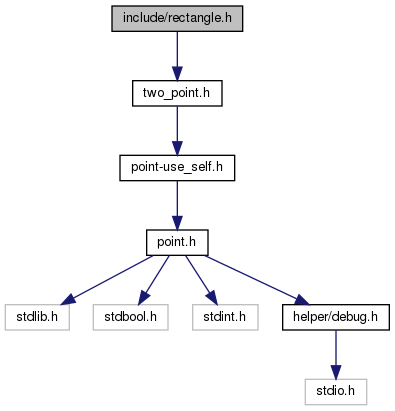 include/rectangle.h
two_point.h
point-use_self.h
point.h
stdlib.h
stdbool.h
stdint.h
helper/debug.h
stdio.h